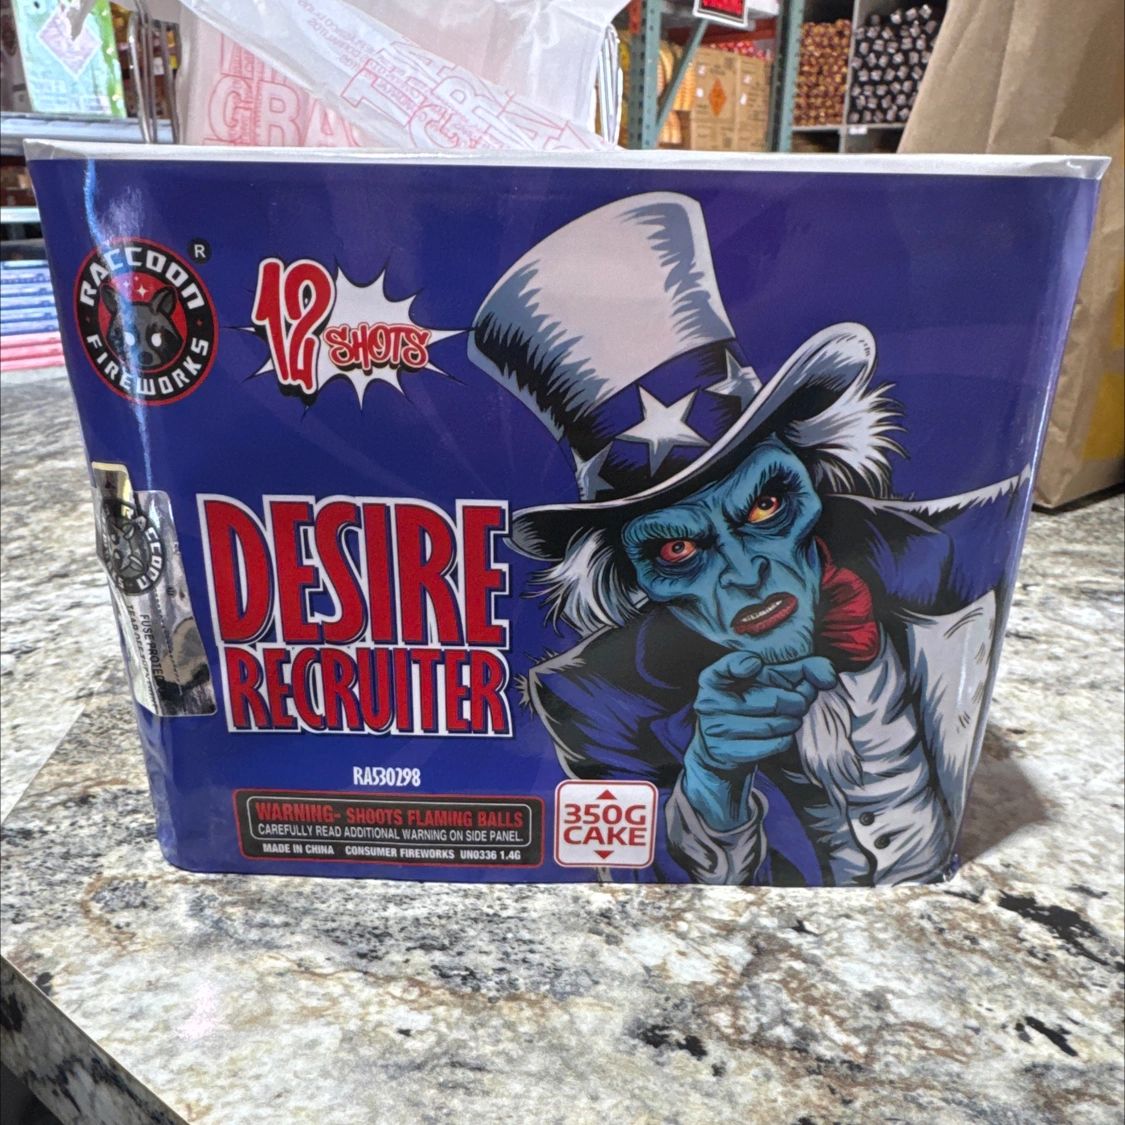 RACCOON
FIREWORKS
®
12
SHOTS
DESIRE
RECRUITER
RA530298
WARNING- SHOOTS FLAMING BALLS
CAREFULLY READ ADDITIONAL WARNING ON SIDE PANEL.
MADE IN CHINA CONSUMER FIREWORKS UN0336 1.4G
350G
CAKE